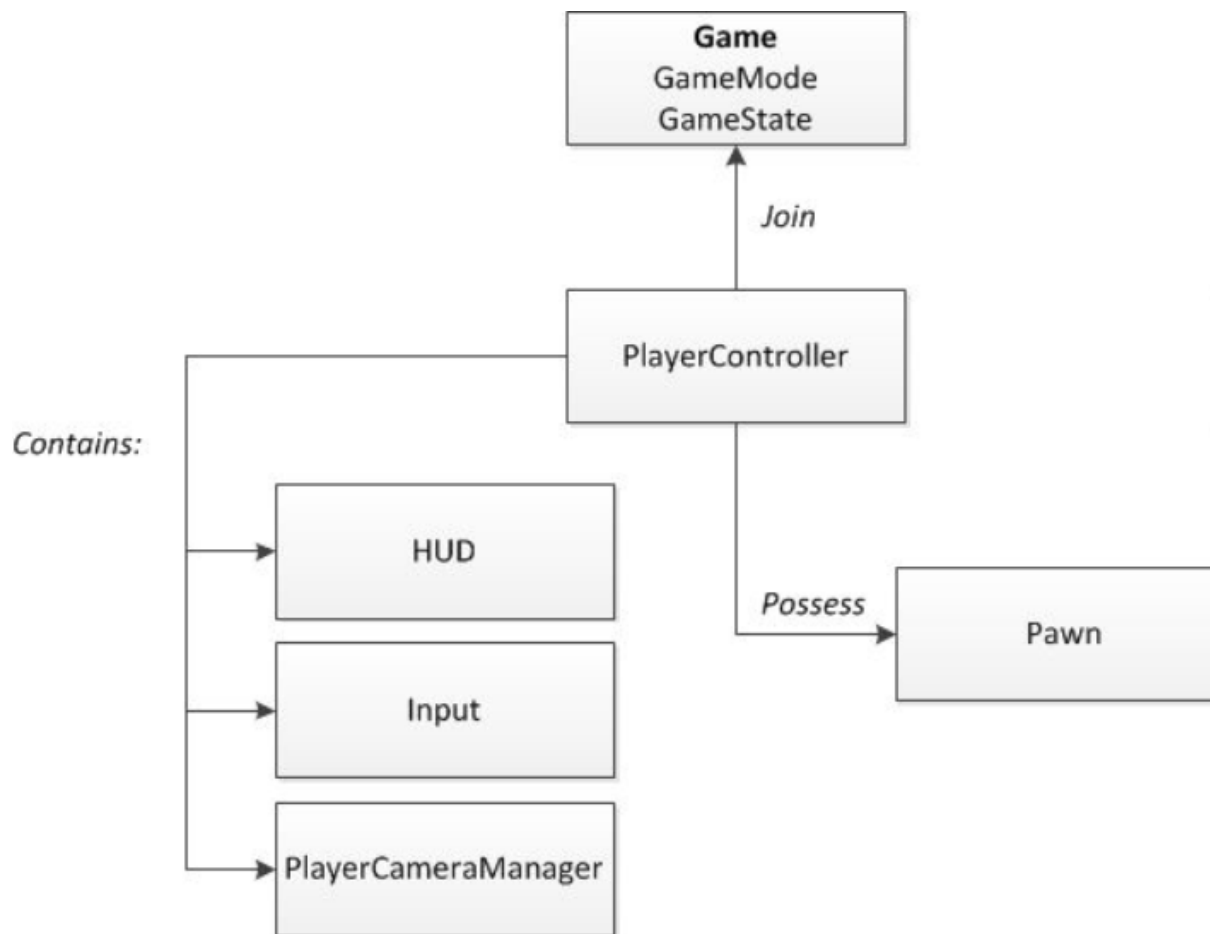 Game
GameMode
GameState
Join
PlayerController
Contains:
HUD
Possess
Pawn
Input
PlayerCameraManager